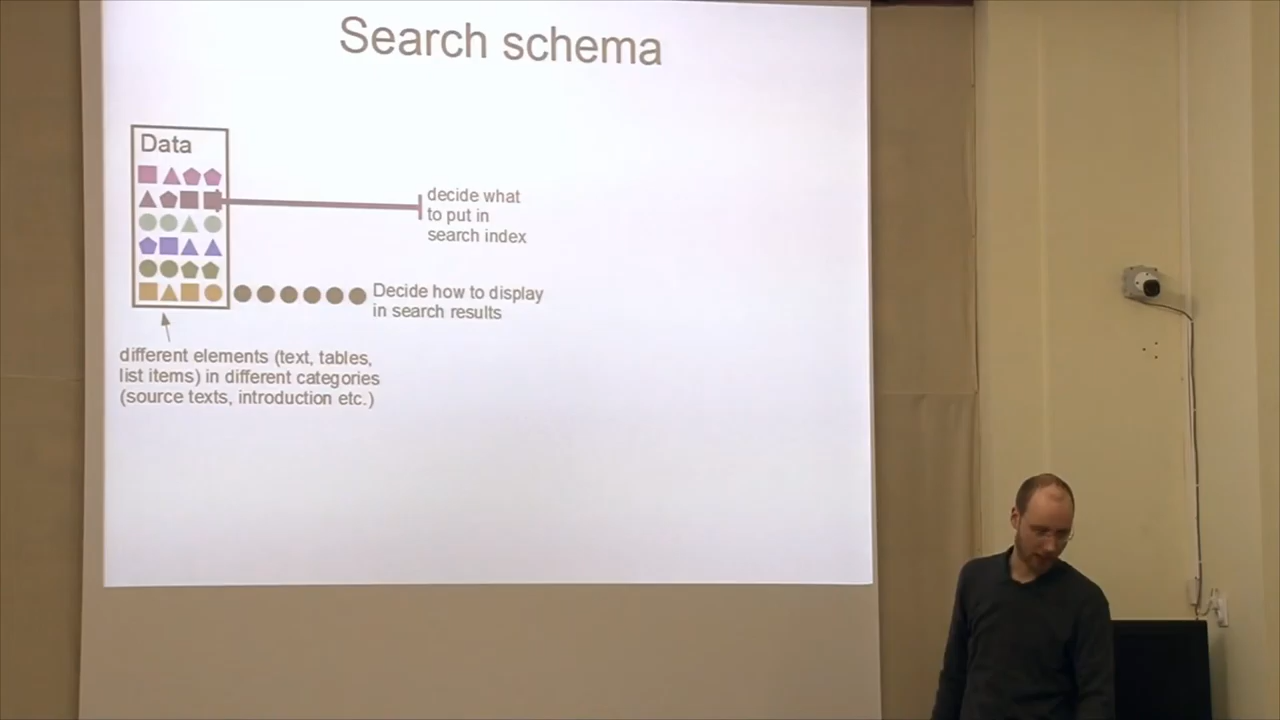 Search schema
Data
decide what
to put in
search index
Decide how to display
in search results
different elements (text, tables,
list items) in different categories
(source texts, introduction etc.)